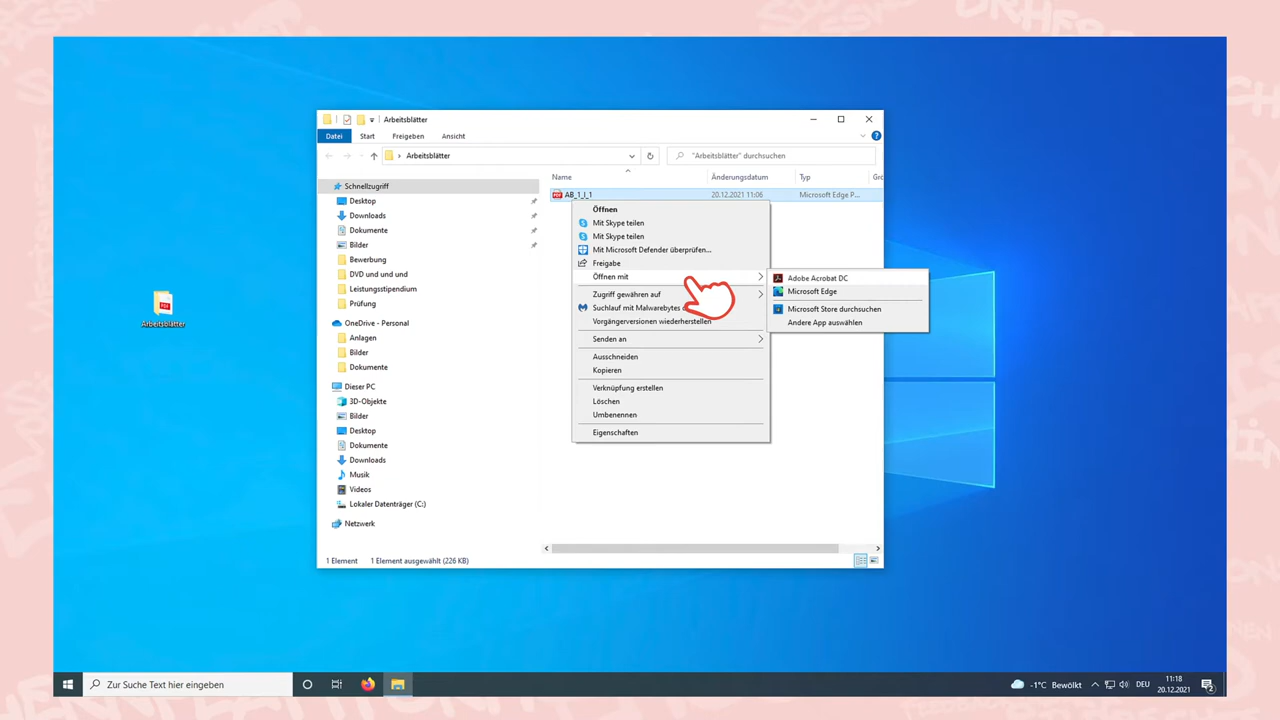 Arbeitsblätter
Datei Start Freigeben Ansicht
Arbeitsblätter
"Arbeitsblätter" durchsuchen
Name Änderungsdatum Typ
Schnellzugriff
Desktop
Downloads
Dokumente
Bilder
Bewerbung
DVD und und und
Leistungsstipendium
Prüfung
OneDrive - Personal
Anlagen
Bilder
Dokumente
Dieser PC
3D-Objekte
Bilder
Desktop
Dokumente
Downloads
Musik
Videos
Lokaler Datenträger (C:)
Netzwerk
AB_1_I_1 20.12.2021 11:06 Microsoft Edge P...
Öffnen
Mit Skype teilen
Mit Skype teilen
Mit Microsoft Defender überprüfen...
Freigabe
Öffnen mit
Zugriff gewähren auf
Suchlauf mit Malwarebytes
Vorgängerversionen wiederherstellen
Senden an
Ausschneiden
Kopieren
Verknüpfung erstellen
Löschen
Umbenennen
Eigenschaften
Adobe Acrobat DC
Microsoft Edge
Microsoft Store durchsuchen
Andere App auswählen
1 Element 1 Element ausgewählt (226 KB)
PDF
Arbeitsblätter
Zur Suche Text hier eingeben
-1°C Bewölkt
DEU
11:18
20.12.2021
2